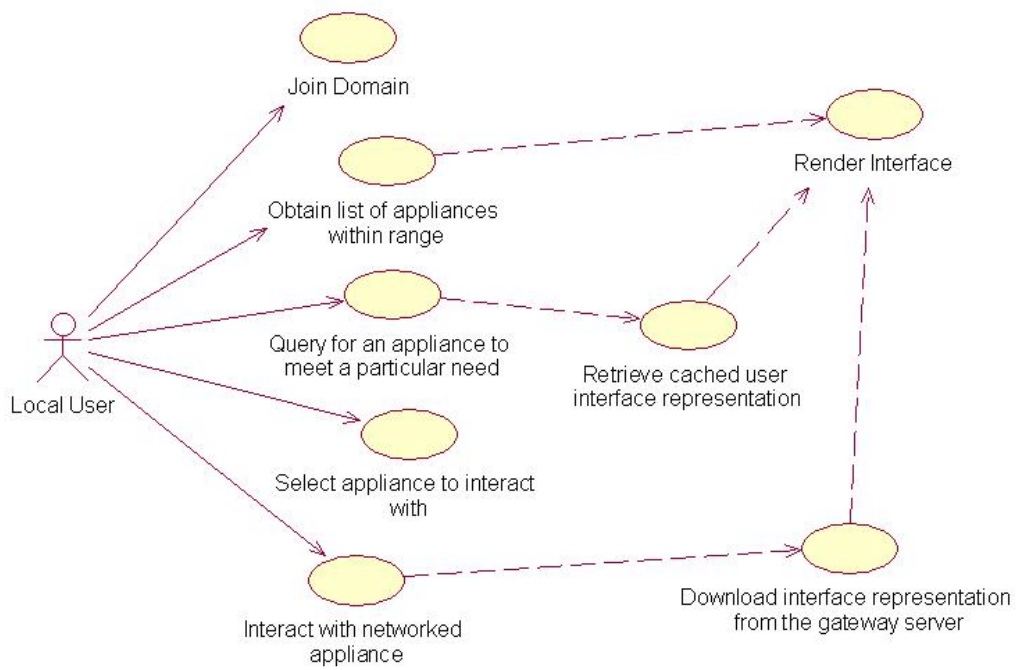 Join Domain
Render Interface
Obtain list of appliances
within range
Query for an appliance to
meet a particular need
Retrieve cached user
interface representation
Local User
Select appliance to interact
with
Download interface representation
from the gateway server
Interact with networked
appliance